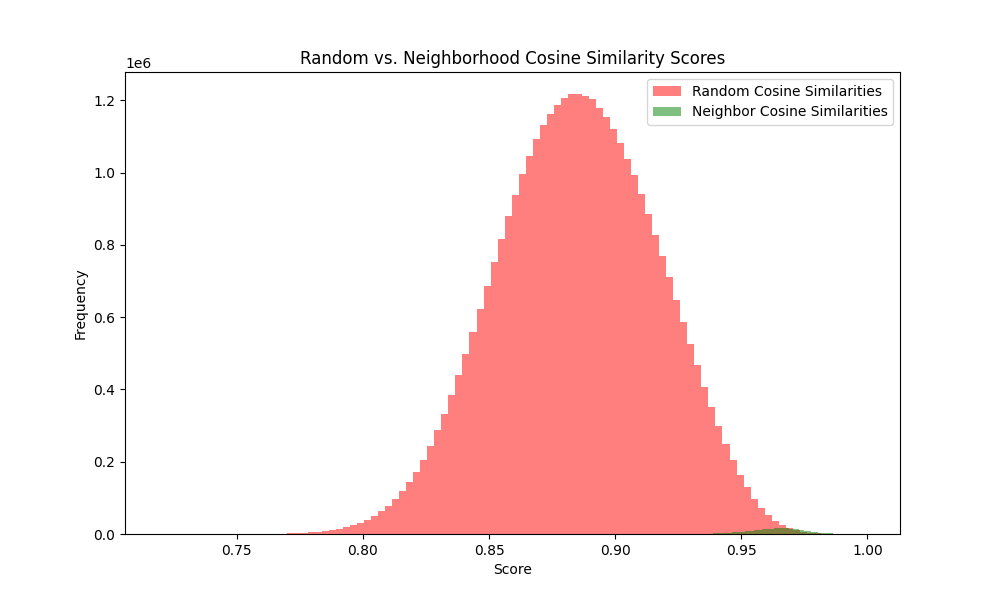 Random vs. Neighborhood Cosine Similarity Scores
1e6
Random Cosine Similarities
Neighbor Cosine Similarities
1.2
1.0
0.8
0.6
0.4
0.2
0.0
Frequency
0.75
0.80
0.85
0.90
0.95
1.00
Score